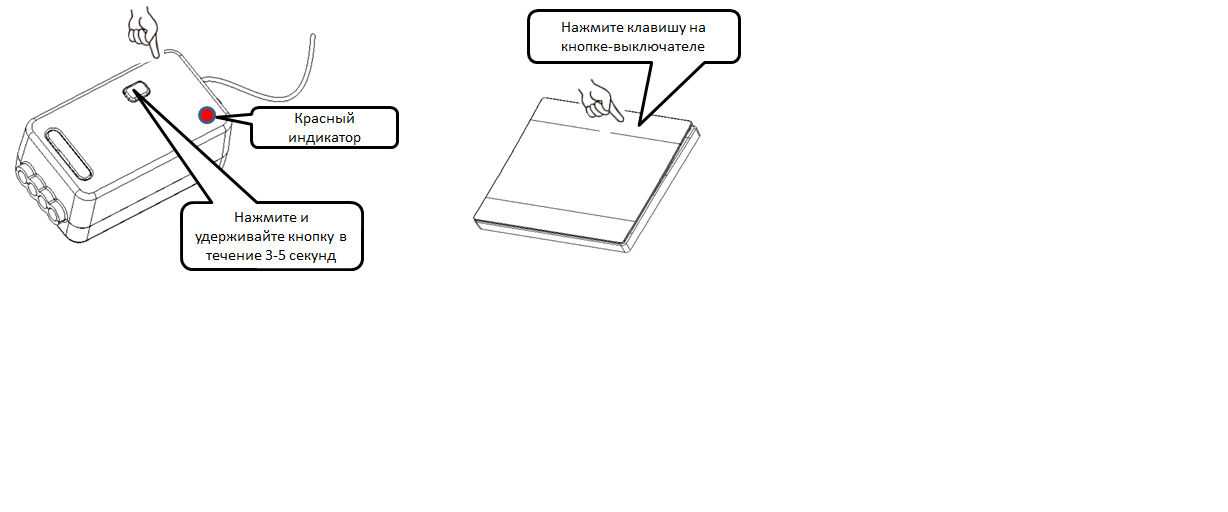 Нажмите клавишу на
кнопке-выключателе
Красный
индикатор
Нажмите и
удерживайте кнопку в
течение 3-5 секунд